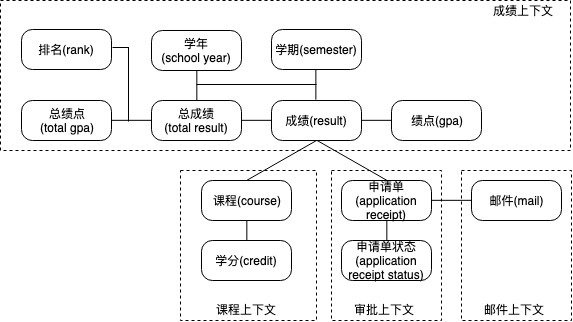 成绩上下文
排名(rank)
学年
(school year)
学期(semester)
总绩点
(total gpa)
总成绩
(total result)
成绩(result)
绩点(gpa)
课程(course)
申请单
(application
receipt)
邮件(mail)
学分(credit)
申请单状态
(application
receipt status)
课程上下文
审批上下文
邮件上下文